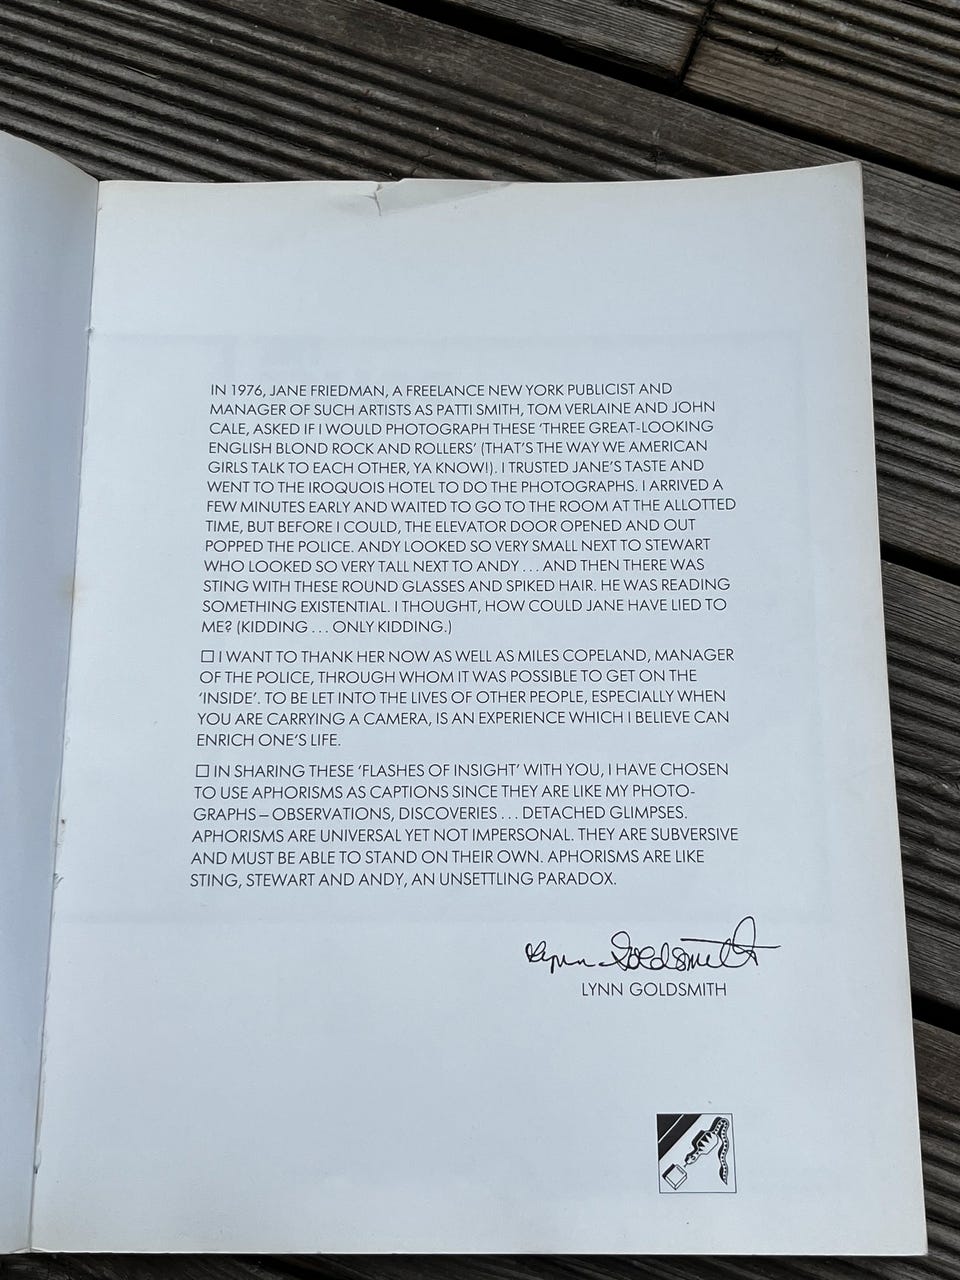 IN 1976, JANE FRIEDMAN, A FREELANCE NEW YORK PUBLICIST AND
MANAGER OF SUCH ARTISTS AS PATTI SMITH, TOM VERLAINE AND JOHN
CALE, ASKED IF I WOULD PHOTOGRAPH THESE ‘THREE GREAT-LOOKING
ENGLISH BLOND ROCK AND ROLLERS’ (THAT’S THE WAY WE AMERICAN
GIRLS TALK TO EACH OTHER, YA KNOW!). I TRUSTED JANE’S TASTE AND
WENT TO THE IROQUOIS HOTEL TO DO THE PHOTOGRAPHS. I ARRIVED A
FEW MINUTES EARLY AND WAITED TO GO TO THE ROOM AT THE ALLOTTED
TIME, BUT BEFORE I COULD, THE ELEVATOR DOOR OPENED AND OUT
POPPED THE POLICE. ANDY LOOKED SO VERY SMALL NEXT TO STEWART
WHO LOOKED SO VERY TALL NEXT TO ANDY . . . AND THEN THERE WAS
STING WITH THESE ROUND GLASSES AND SPIKED HAIR. HE WAS READING
SOMETHING EXISTENTIAL. I THOUGHT, HOW COULD JANE HAVE LIED TO
ME? (KIDDING . . . ONLY KIDDING.)
☐ I WANT TO THANK HER NOW AS WELL AS MILES COPELAND, MANAGER
OF THE POLICE, THROUGH WHOM IT WAS POSSIBLE TO GET ON THE
‘INSIDE’. TO BE LET INTO THE LIVES OF OTHER PEOPLE, ESPECIALLY WHEN
YOU ARE CARRYING A CAMERA, IS AN EXPERIENCE WHICH I BELIEVE CAN
ENRICH ONE’S LIFE.
☐ IN SHARING THESE ‘FLASHES OF INSIGHT’ WITH YOU, I HAVE CHOSEN
TO USE APHORISMS AS CAPTIONS SINCE THEY ARE LIKE MY PHOTO-
GRAPHS – OBSERVATIONS, DISCOVERIES . . . DETACHED GLIMPSES.
APHORISMS ARE UNIVERSAL YET NOT IMPERSONAL. THEY ARE SUBVERSIVE
AND MUST BE ABLE TO STAND ON THEIR OWN. APHORISMS ARE LIKE
STING, STEWART AND ANDY, AN UNSETTLING PARADOX.
Lynn Goldsmith
LYNN GOLDSMITH